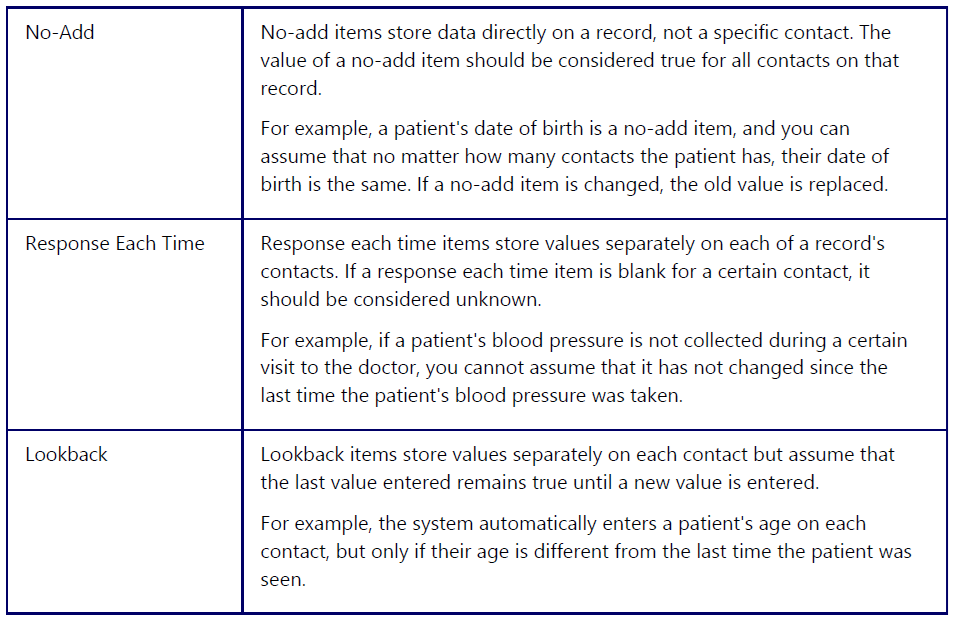 No-Add
No-add items store data directly on a record, not a specific contact. The
value of a no-add item should be considered true for all contacts on that
record.
For example, a patient's date of birth is a no-add item, and you can
assume that no matter how many contacts the patient has, their date of
birth is the same. If a no-add item is changed, the old value is replaced.
Response Each Time
Response each time items store values separately on each of a record's
contacts. If a response each time item is blank for a certain contact, it
should be considered unknown.
For example, if a patient's blood pressure is not collected during a certain
visit to the doctor, you cannot assume that it has not changed since the
last time the patient's blood pressure was taken.
Lookback
Lookback items store values separately on each contact but assume that
the last value entered remains true until a new value is entered.
For example, the system automatically enters a patient's age on each
contact, but only if their age is different from the last time the patient was
seen.